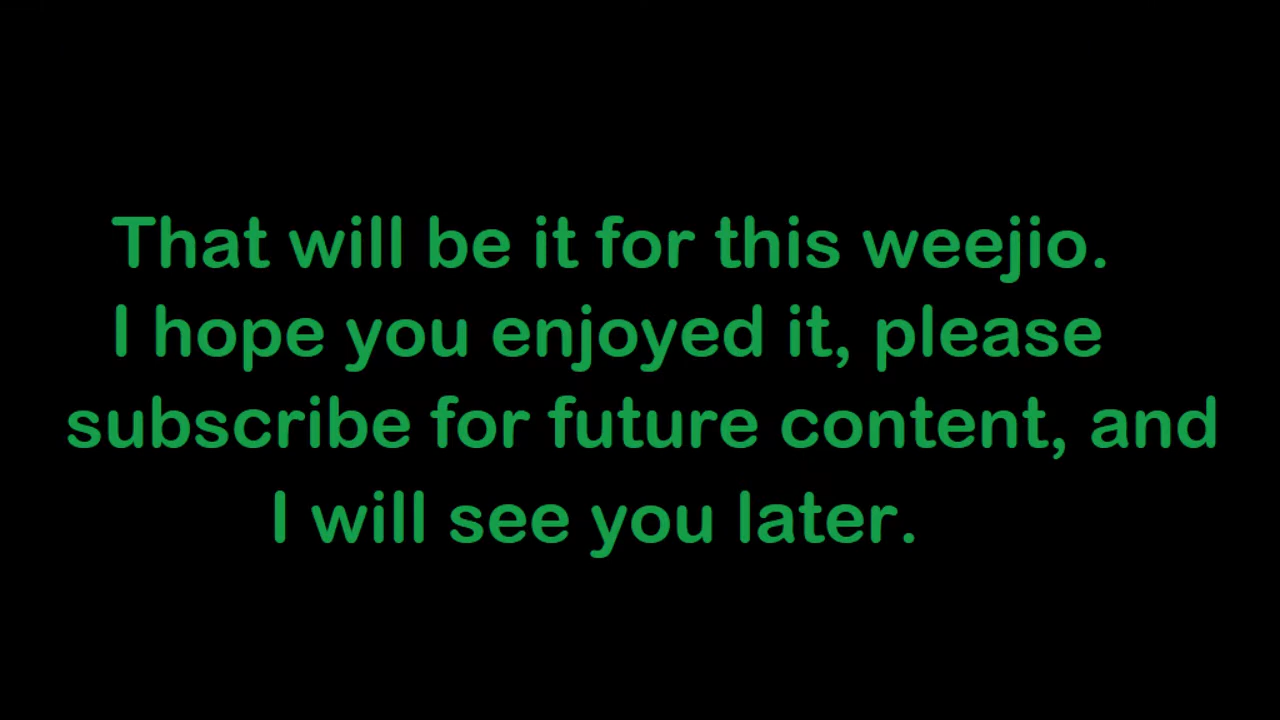 That will be it for this weejio.
I hope you enjoyed it, please
subscribe for future content, and
I will see you later.